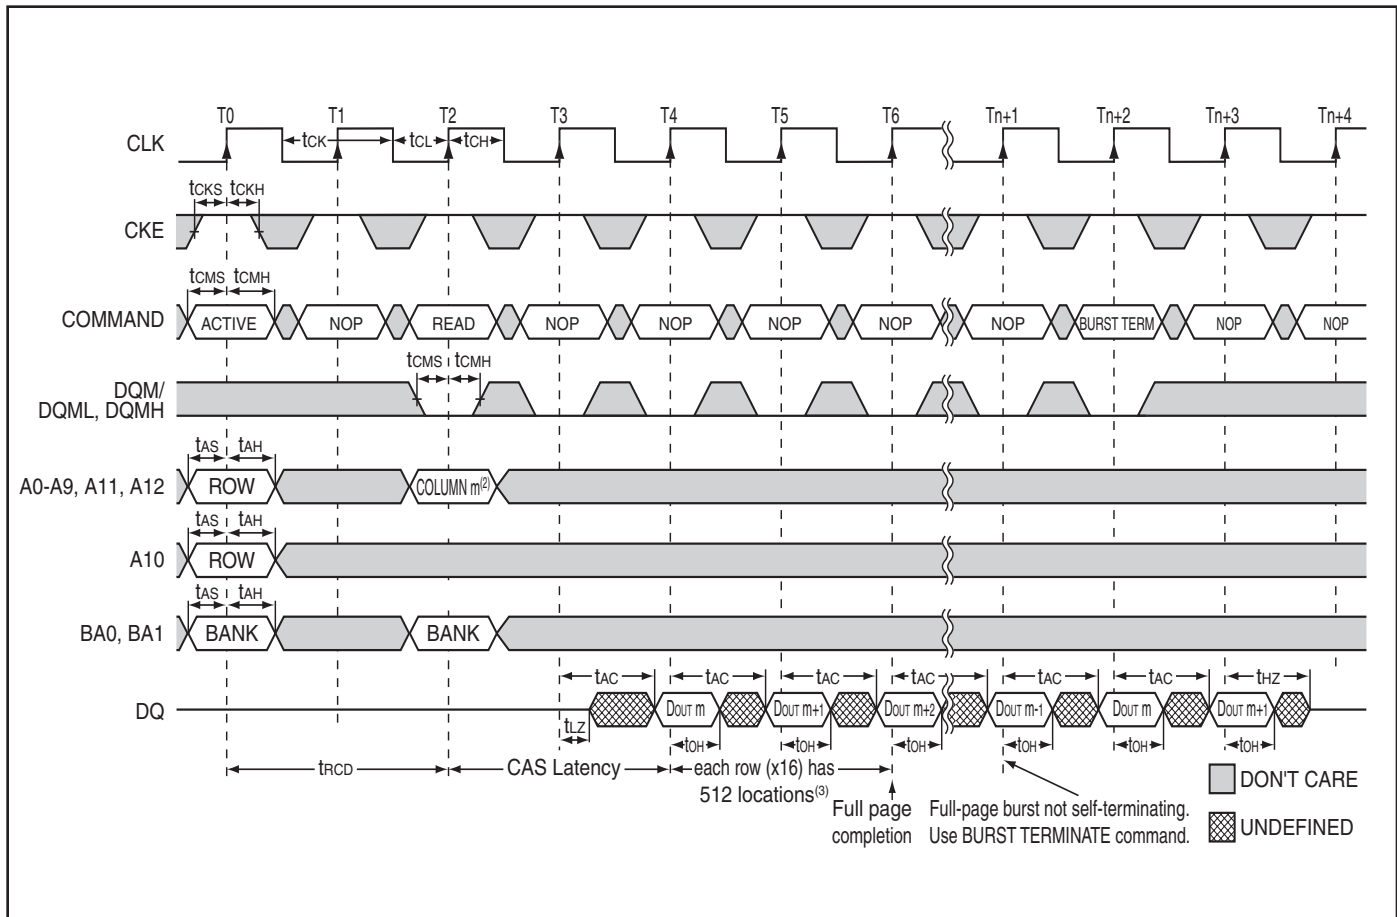 T0 T1 T2 T3 T4 T5 T6 Tn+1 Tn+2 Tn+3 Tn+4
CLK
tCK tCL tCH
tCKS tCKH
CKE
tCMS tCMH
COMMAND
ACTIVE NOP READ NOP NOP NOP NOP NOP BURST TERM NOP NOP
tCMS tCMH
DQM/
DQML, DQMH
tAS tAH
A0-A9, A11, A12
ROW COLUMN m(2)
tAS tAH
A10
ROW
tAS tAH
BA0, BA1
BANK BANK
tAC tAC tAC tAC tAC tAC tHZ
DQ
DOUT m DOUT m+1 DOUT m+2 DOUT m-1 DOUT m DOUT m+1
tLZ
tOH tOH tOH tOH tOH tOH
tRCD CAS Latency
each row (x16) has
512 locations(3)
Full page
completion
Full-page burst not self-terminating.
Use BURST TERMINATE command.
DON'T CARE
UNDEFINED